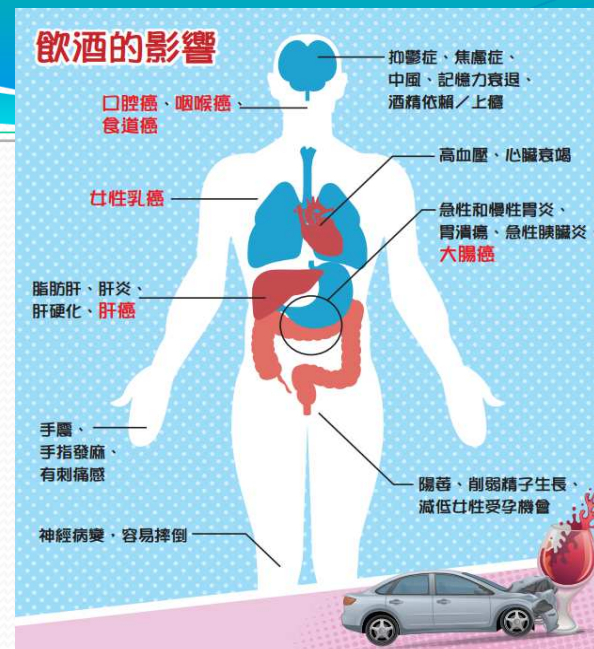 飲酒的影響
抑鬱症、焦慮症、
中風、記憶力衰退、
酒精依賴／上癮
口腔癌、咽喉癌、
食道癌
高血壓、心臟衰竭
女性乳癌
急性和慢性胃炎、
胃潰瘍、急性胰臟炎
大腸癌
脂肪肝、肝炎、
肝硬化、肝癌
手震、
手指發麻、
有刺痛感
陽萎、削弱精子生長、
減低女性受孕機會
神經病變，容易摔倒